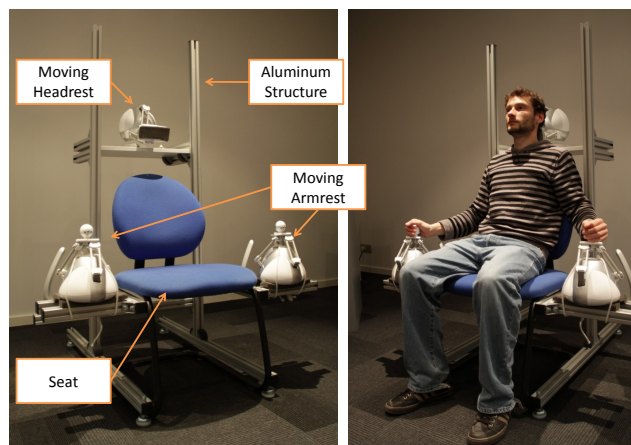 Moving
Headrest
Aluminum
Structure
Moving
Armrest
Seat